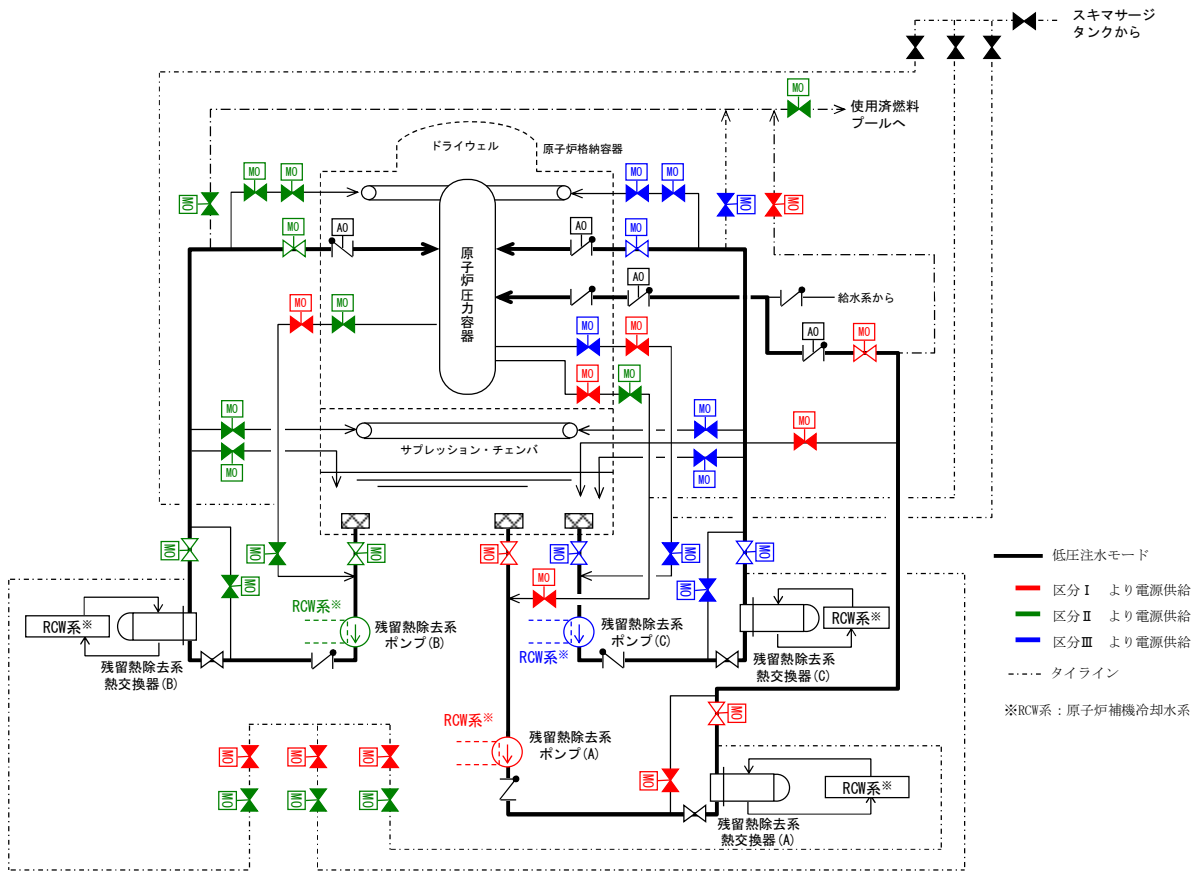 スキマサージ
タンクから
MO
使用済燃料
プールへ
ドライウェル
原子炉格納容器
MO
MO
MO
MO
MO
MO
MO
MO
AO
AO
MO
原子炉圧力容器
AO
給水系から
MO
MO
MO
MO
AO
MO
MO
MO
MO
MO
MO
サプレッション・チェンバ
MO
MO
MO
MO
MO
MO
MO
MO
MO
MO
MO
MO
MO
低圧注水モード
区分Ⅰ より電源供給
区分Ⅱ より電源供給
区分Ⅲ より電源供給
タイライン
※RCW系:原子炉補機冷却水系
RCW系※
RCW系※
残留熱除去系
ポンプ(B)
RCW系※
残留熱除去系
ポンプ(C)
RCW系※
残留熱除去系
熱交換器(B)
残留熱除去系
熱交換器(C)
RCW系※
残留熱除去系
ポンプ(A)
MO
MO
MO
MO
MO
MO
MO
MO
RCW系※
残留熱除去系
熱交換器(A)